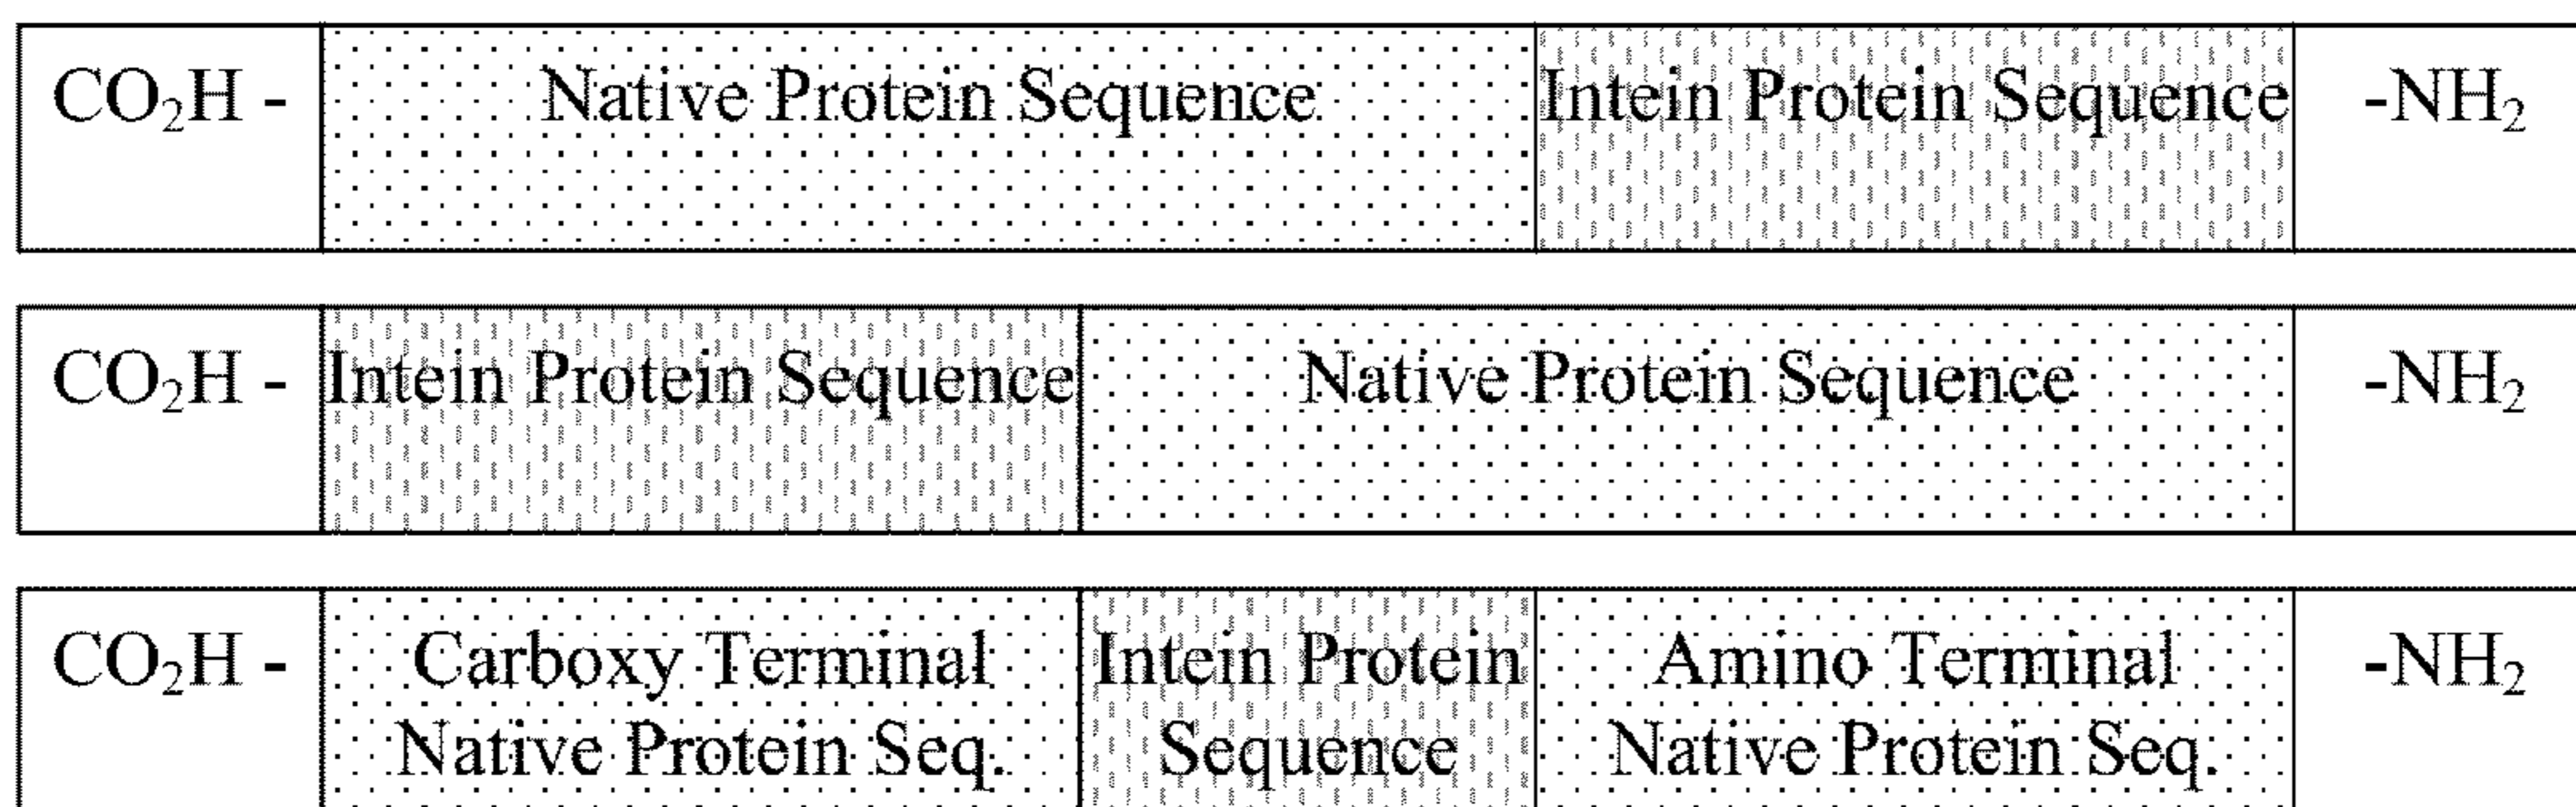 CO₂H - Native Protein Sequence Intein Protein Sequence -NH₂
CO₂H - Intein Protein Sequence Native Protein Sequence -NH₂
CO₂H - Carboxy Terminal Intein Protein Amino Terminal -NH₂
Native Protein Seq. Sequence Native Protein Seq.